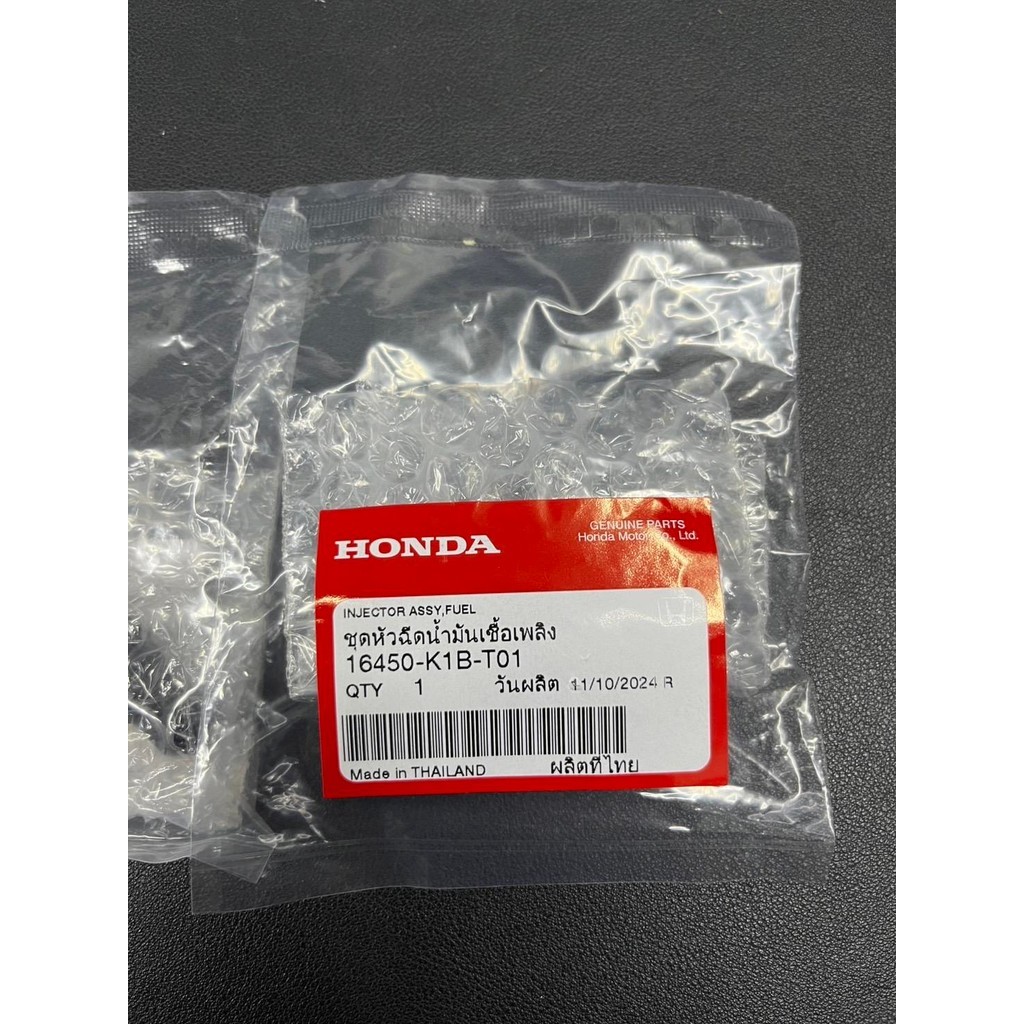 HONDA
GENUINE PARTS
Honda Motor Co., Ltd.
INJECTOR ASSY,FUEL
ชุดหัวฉีดน้ำมันเชื้อเพลิง
16450-K1B-T01
QTY 1 วันผลิต 11/10/2024 R
Made in THAILAND ผลิตที่ไทย